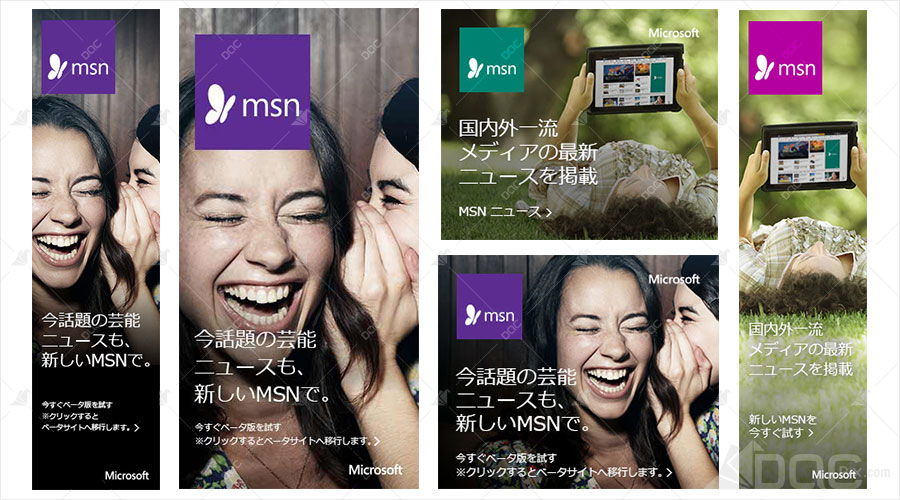 msn
今話題の芸能
ニュースも、
新しいMSNで。
今すぐベータ版を試す
※クリックすると
ベータサイトへ移行します。
Microsoft
msn
今話題の芸能
ニュースも、
新しいMSNで。
今すぐベータ版を試す
※クリックするとベータサイトへ移行します。
Microsoft
msn
Microsoft
国内外一流
メディアの最新
ニュースを掲載
MSN ニュース
msn
Microsoft
今話題の芸能
ニュースも、
新しいMSNで。
今すぐベータ版を試す
※クリックするとベータサイトへ移行します。
msn
国内外一流
メディアの最新
ニュースを掲載
新しいMSNを
今すぐ試す
Microsoft